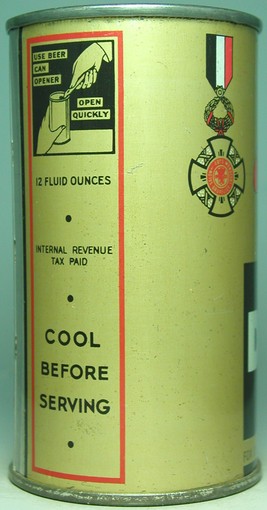 USE BEER
CAN
OPENER
OPEN
QUICKLY
12 FLUID OUNCES
INTERNAL REVENUE
TAX PAID
COOL
BEFORE
SERVING